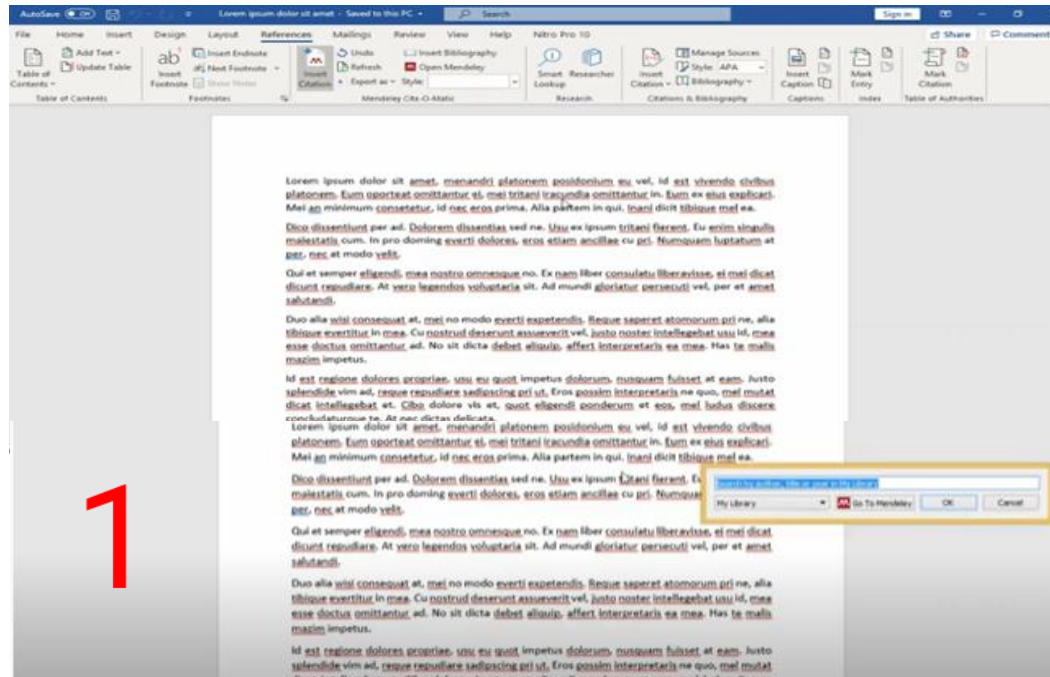 AutoSave On Lorem ipsum dolor sit amet - Saved to this PC Search Sign in
File Home Insert Design Layout References Mailings Review View Help Nitro Pro 10 Share Comment
Table of Contents Add Text Update Table
Insert Footnote Insert Endnote Next Footnote Show Notes
Insert Citation Undo Refresh Export as Insert Bibliography Open Mendeley Style:
Smart Lookup Researcher
Insert Citation Manage Sources Style: APA Bibliography
Insert Caption
Mark Entry
Mark Citation
Table of Contents Footnotes Mendeley Cite-O-Matic Research Citations & Bibliography Captions Index Table of Authorities
Lorem ipsum dolor sit amet, menandri platonem posidonium eu vel, id est vivendo civibus
platonem. Eum oporteat omittantur ei, mei tritani iracundia omittantur in. Eum ex eius explicari.
Mei an minimum consetetur, id nec eros prima. Alia partem in qui. Inani dicit tibique mel ea.
Dico dissentiunt per ad. Dolorem dissentias sed ne. Usu ex ipsum tritani fierent. Eu enim singulis
maiestatis cum. In pro doming everti dolores, eros etiam ancillae cu pri. Numquam luptatum at
per, nec at modo velit.
Qui et semper eligendi, mea nostro omnesque no. Ex nam liber consulatu liberavisse, ei mei dicat
dicunt repudiare. At vero legendos voluptaria sit. Ad mundi gloriatur persecuti vel, per et amet
salutandi.
Duo alia wisi consequat at, mei no modo everti expetendis. Reque saperet atomorum pri ne, alia
tibique evertitur in mea. Cu nostrud deserunt assueverit vel, justo noster intellegebat usu id, mea
esse doctus omittantur ad. No sit dicta debet aliquip, affert interpretaris ea mea. Has te malis
mazim impetus.
Id est regione dolores propriae, usu eu quot impetus dolorum, nusquam fuisset at eam. Justo
splendide vim ad, reque repudiare sadipscing pri ut. Eros possim interpretaris ne quo, mel mutat
dicat intellegebat et. Cibo dolore vis et, quot eligendi ponderum et eos, mel ludus discere
concludaturque te. At nec dictas delicata.
Lorem ipsum dolor sit amet, menandri platonem posidonium eu vel, id est vivendo civibus
platonem. Eum oporteat omittantur ei, mei tritani iracundia omittantur in. Eum ex eius explicari.
Mei an minimum consetetur, id nec eros prima. Alia partem in qui. Inani dicit tibique mel ea.
Dico dissentiunt per ad. Dolorem dissentias sed ne. Usu ex ipsum tritani fierent.
maiestatis cum. In pro doming everti dolores, eros etiam ancillae cu pri.
per, nec at modo velit.
Search by author, title or year in My Library
My Library Go To Mendeley OK Cancel
1
Qui et semper eligendi, mea nostro omnesque no. Ex nam liber consulatu liberavisse, ei mei dicat
dicunt repudiare. At vero legendos voluptaria sit. Ad mundi gloriatur persecuti vel, per et amet
salutandi.
Duo alia wisi consequat at, mei no modo everti expetendis. Reque saperet atomorum pri ne, alia
tibique evertitur in mea. Cu nostrud deserunt assueverit vel, justo noster intellegebat usu id, mea
esse doctus omittantur ad. No sit dicta debet aliquip, affert interpretaris ea mea. Has te malis
mazim impetus.
Id est regione dolores propriae, usu eu quot impetus dolorum, nusquam fuisset at eam. Justo
splendide vim ad, reque repudiare sadipscing pri ut. Eros possim interpretaris ne quo, mel mutat